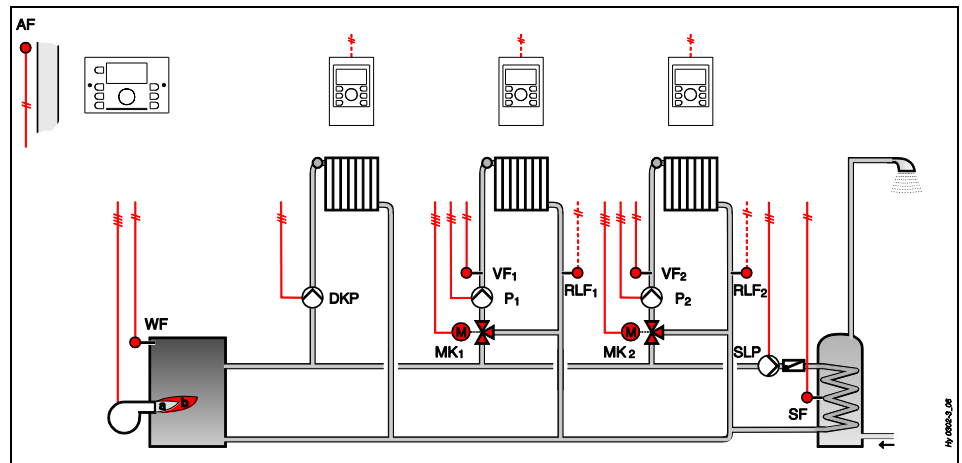 AF
VF₁
VF₂
RLF₁
RLF₂
DKP
P₁
P₂
WF
M
M
MK₁
MK₂
SLP
a
b
SF
Hy 0302-3_06